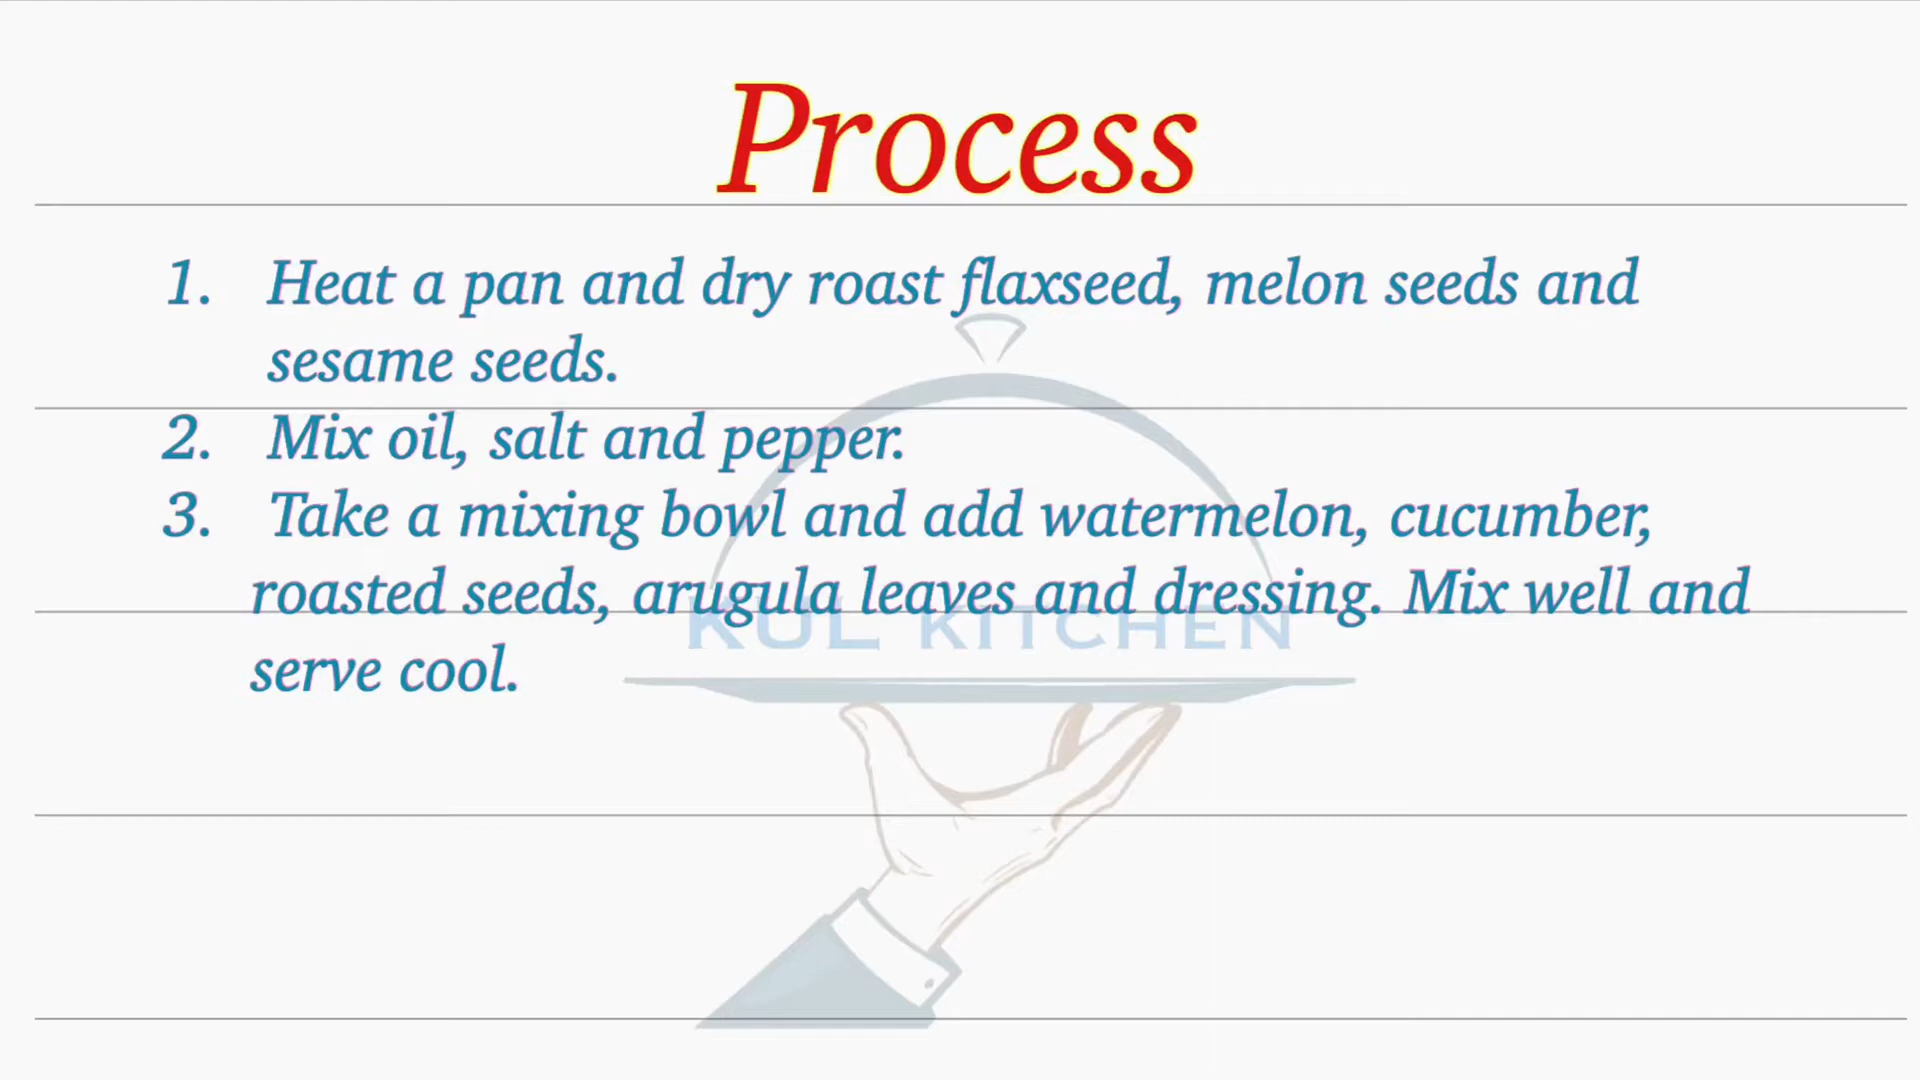 Process
1. Heat a pan and dry roast flaxseed, melon seeds and
sesame seeds.
2. Mix oil, salt and pepper.
3. Take a mixing bowl and add watermelon, cucumber,
roasted seeds, arugula leaves and dressing. Mix well and
serve cool.
KUL KITCHEN